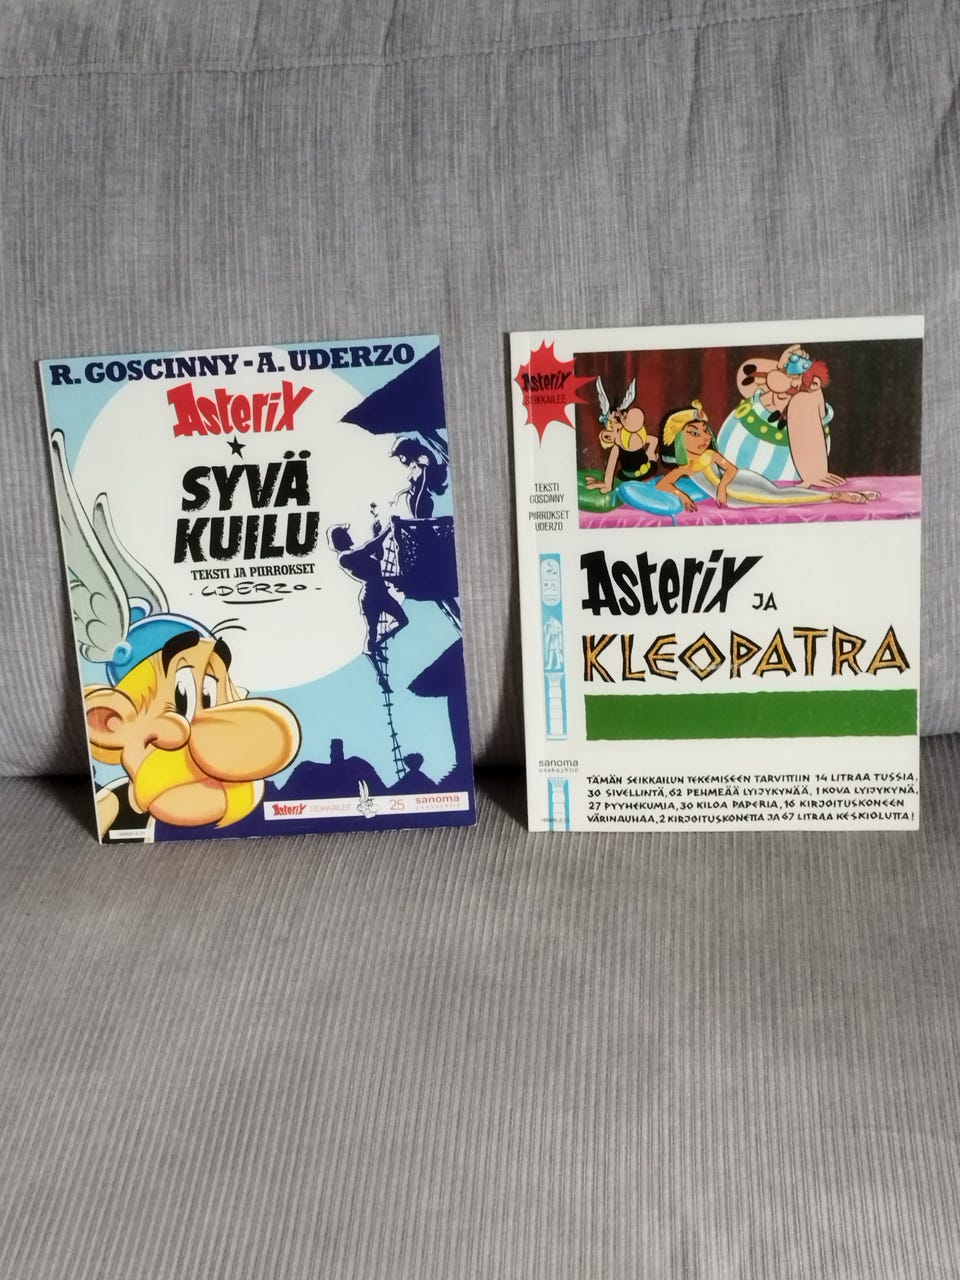 R. GOSCINNY - A. UDERZO
Asterix
SYVÄ
KUILU
TEKSTI JA PIIRROKSET
- UDERZO -
Asterix SEIKKAILEE 25 sanoma
osakeyhtiö
Asterix
SEIKKAILEE
TEKSTI
GOSCINNY
PIIRROKSET
UDERZO
Asterix JA
KLEOPATRA
sanoma
osakeyhtiö
TÄMÄN SEIKKAILUN TEKEMISEEN TARVITTIIN 14 LITRAA TUSSIA,
30 SIVELLINTÄ, 62 PEHMEÄÄ LYIJYKYNÄÄ, 1 KOVA LYIJYKYNÄ,
27 PYYHEKUMIA, 30 KILOA PAPERIA, 16 KIRJOITUSKONEEN
VÄRINAUHAA, 2 KIRJOITUSKONETTA JA 67 LITRAA KESKIOLUTTA!